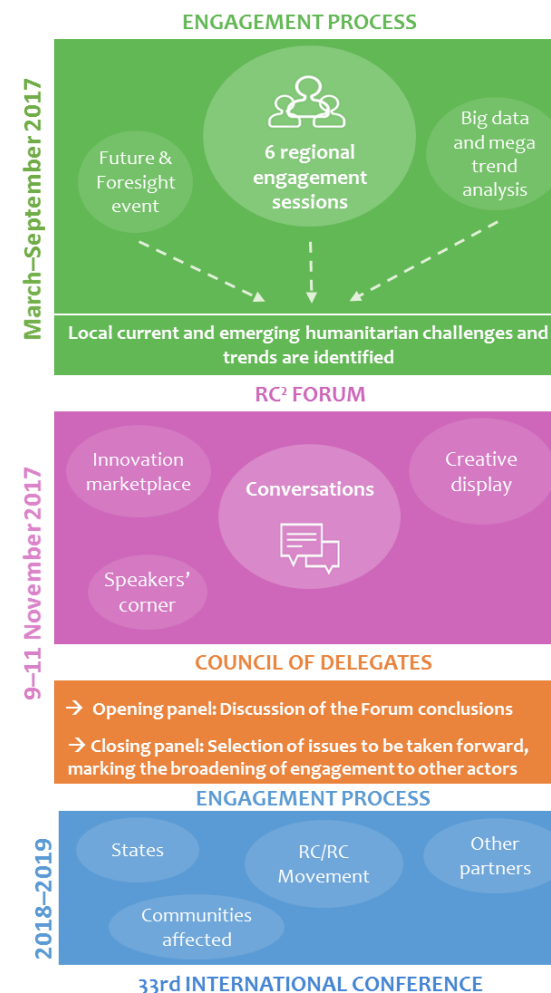 ENGAGEMENT PROCESS
March–September 2017
Future &
Foresight
event
6 regional
engagement
sessions
Big data
and mega
trend
analysis
Local current and emerging humanitarian challenges and
trends are identified
RC² FORUM
9–11 November 2017
Innovation
marketplace
Conversations
Creative
display
Speakers'
corner
COUNCIL OF DELEGATES
→ Opening panel: Discussion of the Forum conclusions
→ Closing panel: Selection of issues to be taken forward,
marking the broadening of engagement to other actors
ENGAGEMENT PROCESS
2018–2019
States
RC/RC
Movement
Other
partners
Communities
affected
33rd INTERNATIONAL CONFERENCE